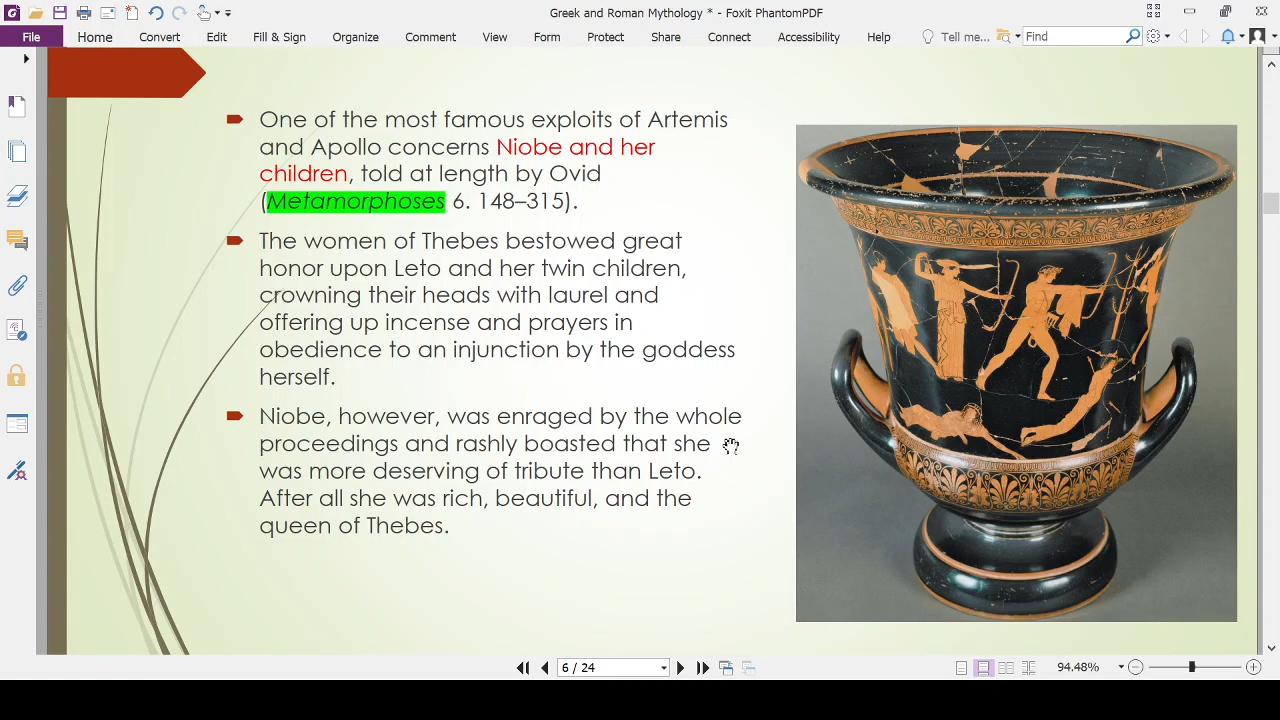 Greek and Roman Mythology * - Foxit PhantomPDF
File Home Convert Edit Fill & Sign Organize Comment View Form Protect Share Connect Accessibility Help Tell me... Find
One of the most famous exploits of Artemis
and Apollo concerns Niobe and her
children, told at length by Ovid
(Metamorphoses 6. 148–315).
The women of Thebes bestowed great
honor upon Leto and her twin children,
crowning their heads with laurel and
offering up incense and prayers in
obedience to an injunction by the goddess
herself.
Niobe, however, was enraged by the whole
proceedings and rashly boasted that she
was more deserving of tribute than Leto.
After all she was rich, beautiful, and the
queen of Thebes.
6 / 24
94.48%